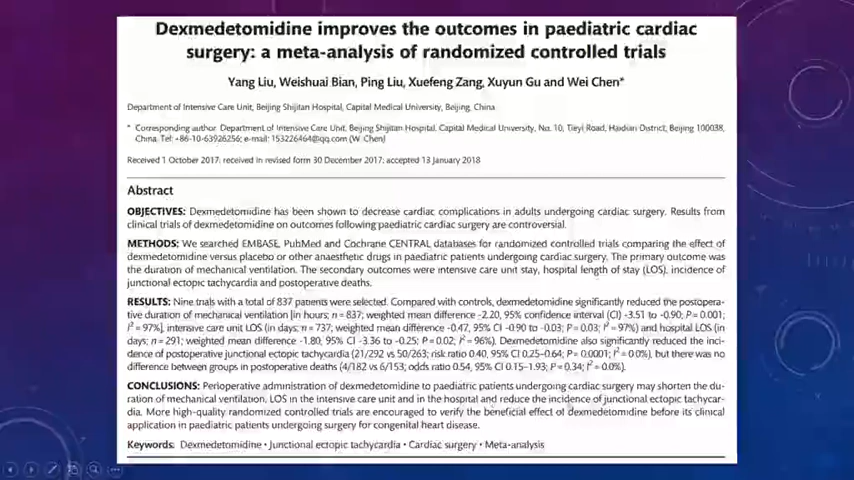 Dexmedetomidine improves the outcomes in paediatric cardiac
surgery: a meta-analysis of randomized controlled trials
Yang Liu, Weishuai Bian, Ping Liu, Xuefeng Zang, Xuyun Gu and Wei Chen*
Department of Intensive Care Unit, Beijing Shijitan Hospital, Capital Medical University, Beijing, China
* Corresponding author. Department of Intensive Care Unit, Beijing Shijitan Hospital, Capital Medical University, No. 10, Tieyi Road, Haidian District, Beijing 100038,
China. Tel: +86-10-63926256; e-mail: 153226464@qq.com (W. Chen)
Received 1 October 2017; received in revised form 30 December 2017; accepted 13 January 2018
Abstract
OBJECTIVES: Dexmedetomidine has been shown to decrease cardiac complications in adults undergoing cardiac surgery. Results from
clinical trials of dexmedetomidine on outcomes following paediatric cardiac surgery are controversial.
METHODS: We searched EMBASE, PubMed and Cochrane CENTRAL databases for randomized controlled trials comparing the effect of
dexmedetomidine versus placebo or other anaesthetic drugs in paediatric patients undergoing cardiac surgery. The primary outcome was
the duration of mechanical ventilation. The secondary outcomes were intensive care unit stay, hospital length of stay (LOS), incidence of
junctional ectopic tachycardia and postoperative deaths.
RESULTS: Nine trials with a total of 837 patients were selected. Compared with controls, dexmedetomidine significantly reduced the postopera-
tive duration of mechanical ventilation [in hours; n = 837; weighted mean difference -2.20, 95% confidence interval (CI) -3.51 to -0.90; P = 0.001;
I² = 97%], intensive care unit LOS (in days; n = 737; weighted mean difference -0.47, 95% CI -0.90 to -0.03; P = 0.03; I² = 97%) and hospital LOS (in
days; n = 291; weighted mean difference -1.80, 95% CI -3.36 to -0.25; P = 0.02; I² = 96%). Dexmedetomidine also significantly reduced the inci-
dence of postoperative junctional ectopic tachycardia (21/292 vs 50/263; risk ratio 0.40, 95% CI 0.25–0.64; P = 0.0001; I² = 0.0%), but there was no
difference between groups in postoperative deaths (4/182 vs 6/153; odds ratio 0.54, 95% CI 0.15–1.93; P = 0.34; I² = 0.0%).
CONCLUSIONS: Perioperative administration of dexmedetomidine to paediatric patients undergoing cardiac surgery may shorten the du-
ration of mechanical ventilation, LOS in the intensive care unit and in the hospital and reduce the incidence of junctional ectopic tachycar-
dia. More high-quality randomized controlled trials are encouraged to verify the beneficial effect of dexmedetomidine before its clinical
application in paediatric patients undergoing surgery for congenital heart disease.
Keywords: Dexmedetomidine • Junctional ectopic tachycardia • Cardiac surgery • Meta-analysis